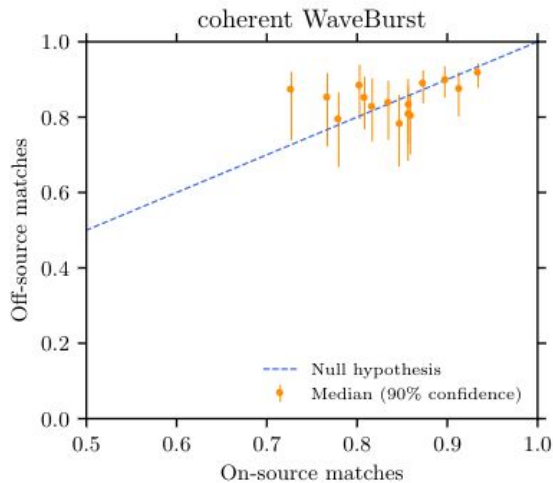 coherent WaveBurst
1.0
0.8
0.6
0.4
0.2
0.0
Off-source matches
Null hypothesis
Median (90% confidence)
0.5
0.6
0.7
0.8
0.9
1.0
On-source matches